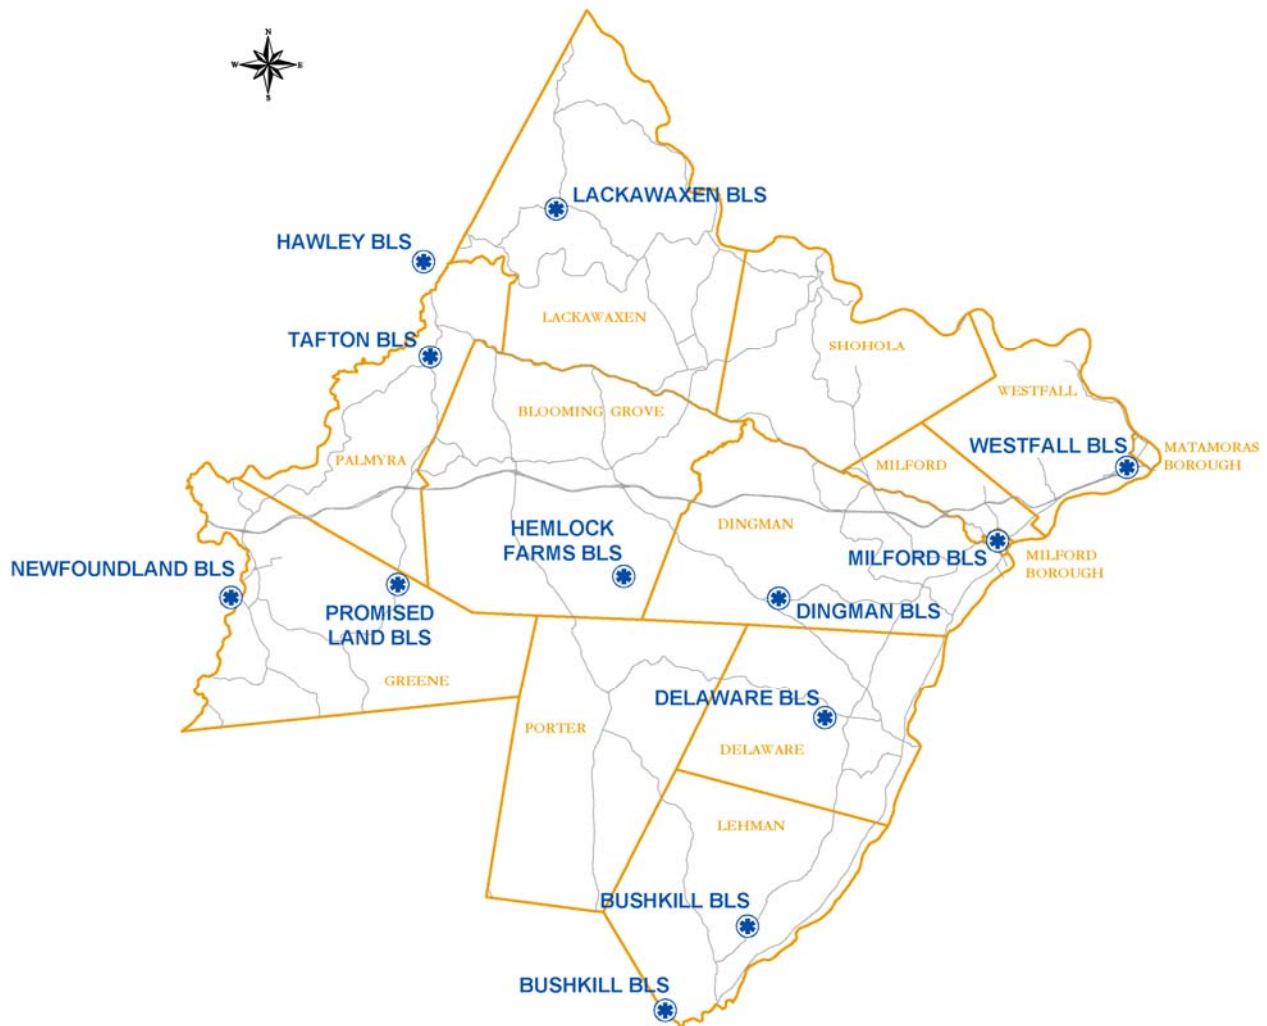 N
W E
S
LACKAWAXEN BLS
HAWLEY BLS
LACKAWAXEN
TAFTON BLS
SHOHOLA
WESTFALL
BLOOMING GROVE
WESTFALL BLS
MATAMORAS
BOROUGH
PALMYRA
MILFORD
DINGMAN
HEMLOCK
FARMS BLS
MILFORD BLS
MILFORD
BOROUGH
NEWFOUNDLAND BLS
PROMISED
LAND BLS
DINGMAN BLS
GREENE
DELAWARE BLS
PORTER
DELAWARE
LEHMAN
BUSHKILL BLS
BUSHKILL BLS